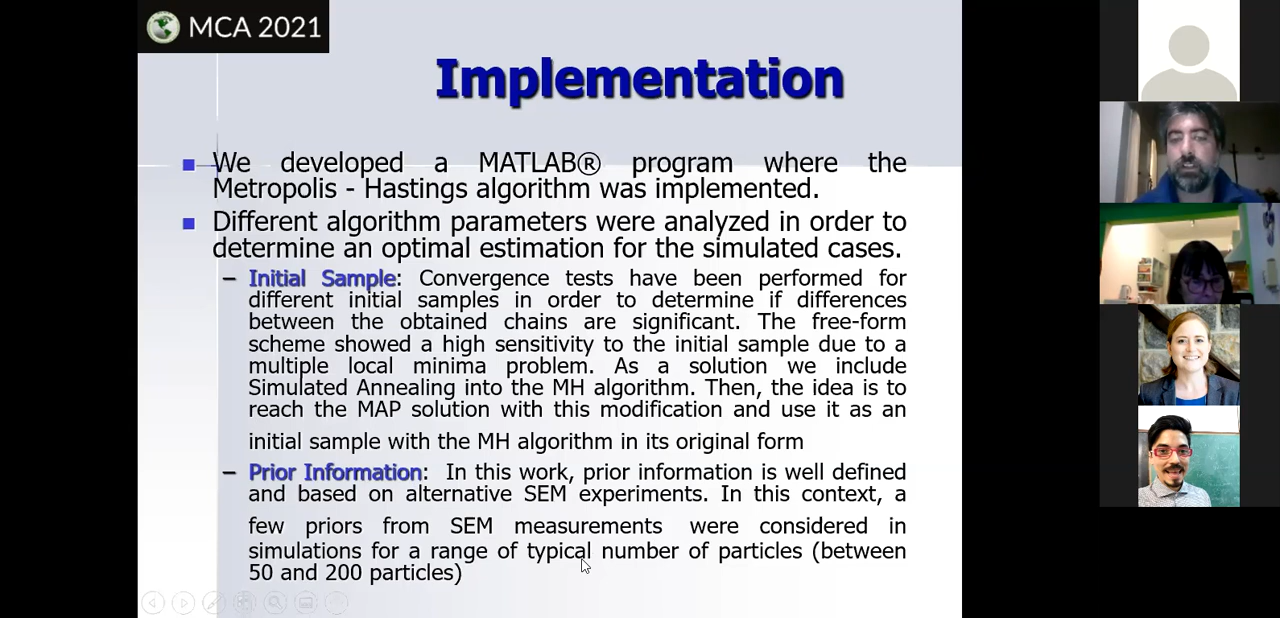 MCA 2021
Implementation
We developed a MATLAB® program where the
Metropolis - Hastings algorithm was implemented.
Different algorithm parameters were analyzed in order to
determine an optimal estimation for the simulated cases.
– Initial Sample: Convergence tests have been performed for
different initial samples in order to determine if differences
between the obtained chains are significant. The free-form
scheme showed a high sensitivity to the initial sample due to a
multiple local minima problem. As a solution we include
Simulated Annealing into the MH algorithm. Then, the idea is to
reach the MAP solution with this modification and use it as an
initial sample with the MH algorithm in its original form
– Prior Information: In this work, prior information is well defined
and based on alternative SEM experiments. In this context, a
few priors from SEM measurements were considered in
simulations for a range of typical number of particles (between
50 and 200 particles)